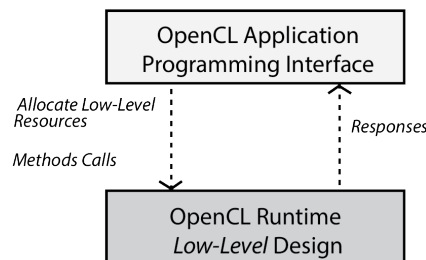 OpenCL Application
Programming Interface
Allocate Low-Level
Resources
Responses
Methods Calls
OpenCL Runtime
Low-Level Design